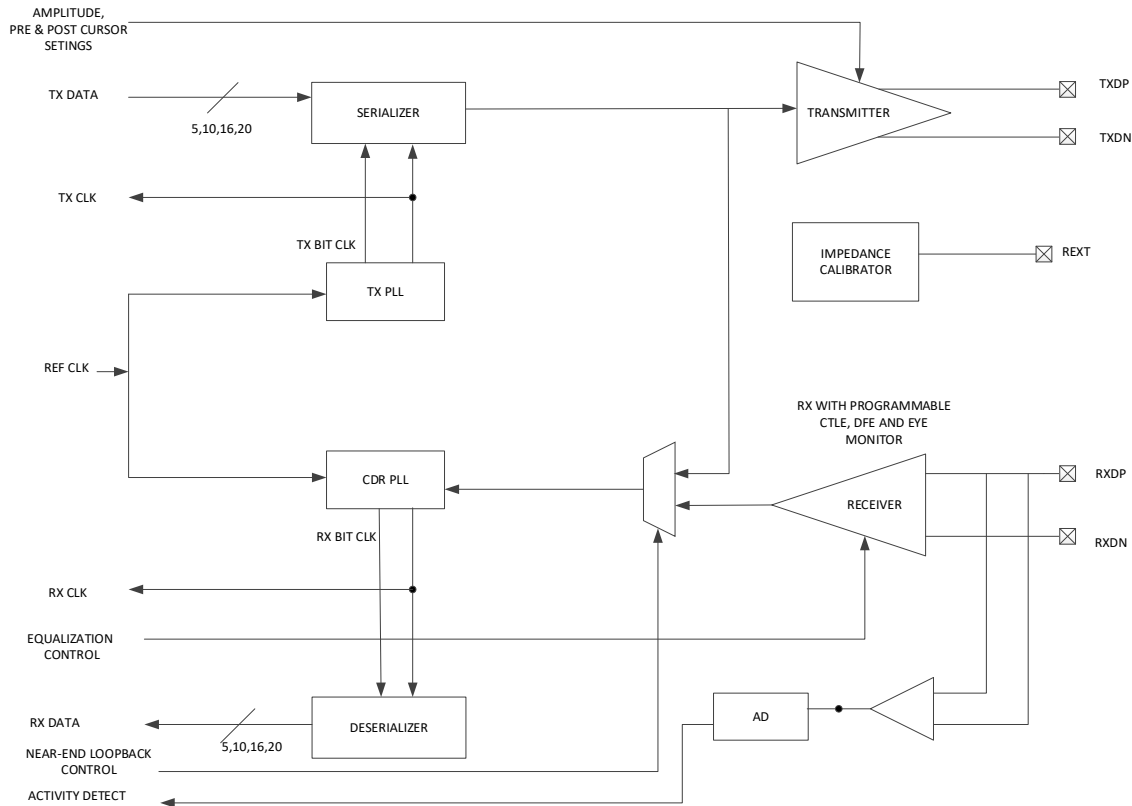 AMPLITUDE,
PRE & POST CURSOR
SETINGS
TX DATA
5,10,16,20
SERIALIZER
TRANSMITTER
TXDP
TXDN
TX CLK
TX BIT CLK
TX PLL
IMPEDANCE
CALIBRATOR
REXT
REF CLK
RX WITH PROGRAMMABLE
CTLE, DFE AND EYE
MONITOR
CDR PLL
RECEIVER
RXDP
RXDN
RX BIT CLK
RX CLK
EQUALIZATION
CONTROL
RX DATA
5,10,16,20
DESERIALIZER
AD
NEAR-END LOOPBACK
CONTROL
ACTIVITY DETECT